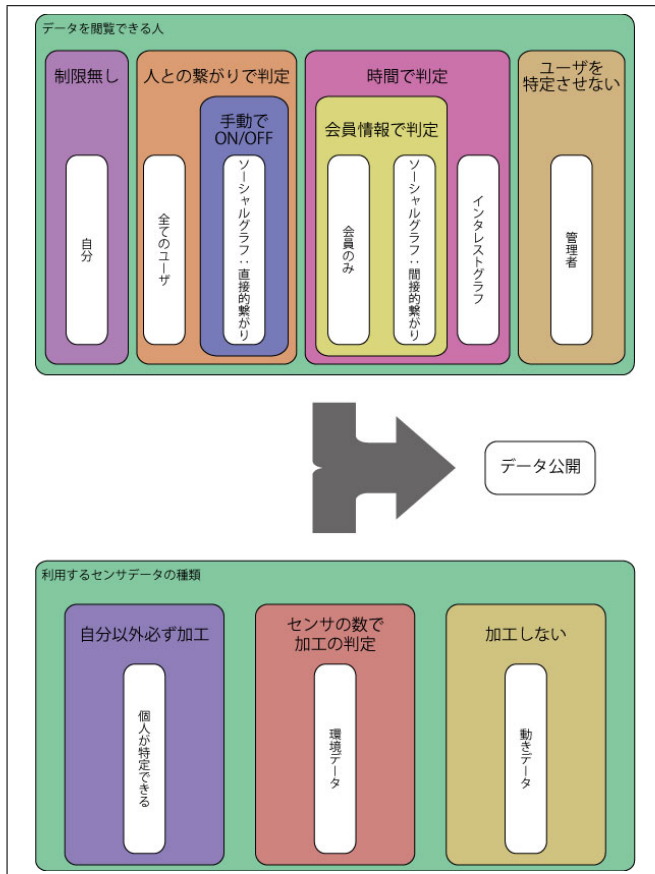 データを閲覧できる人
制限無し
人との繋がりで判定
時間で判定
ユーザを
特定させない
手動で
ON/OFF
会員情報で判定
自分
全てのユーザ
ソーシャルグラフ:直接的繋がり
会員のみ
ソーシャルグラフ:間接的繋がり
インタレストグラフ
管理者
データ公開
利用するセンサデータの種類
自分以外必ず加工
センサの数で
加工の判定
加工しない
個人が特定できる
環境データ
動きデータ